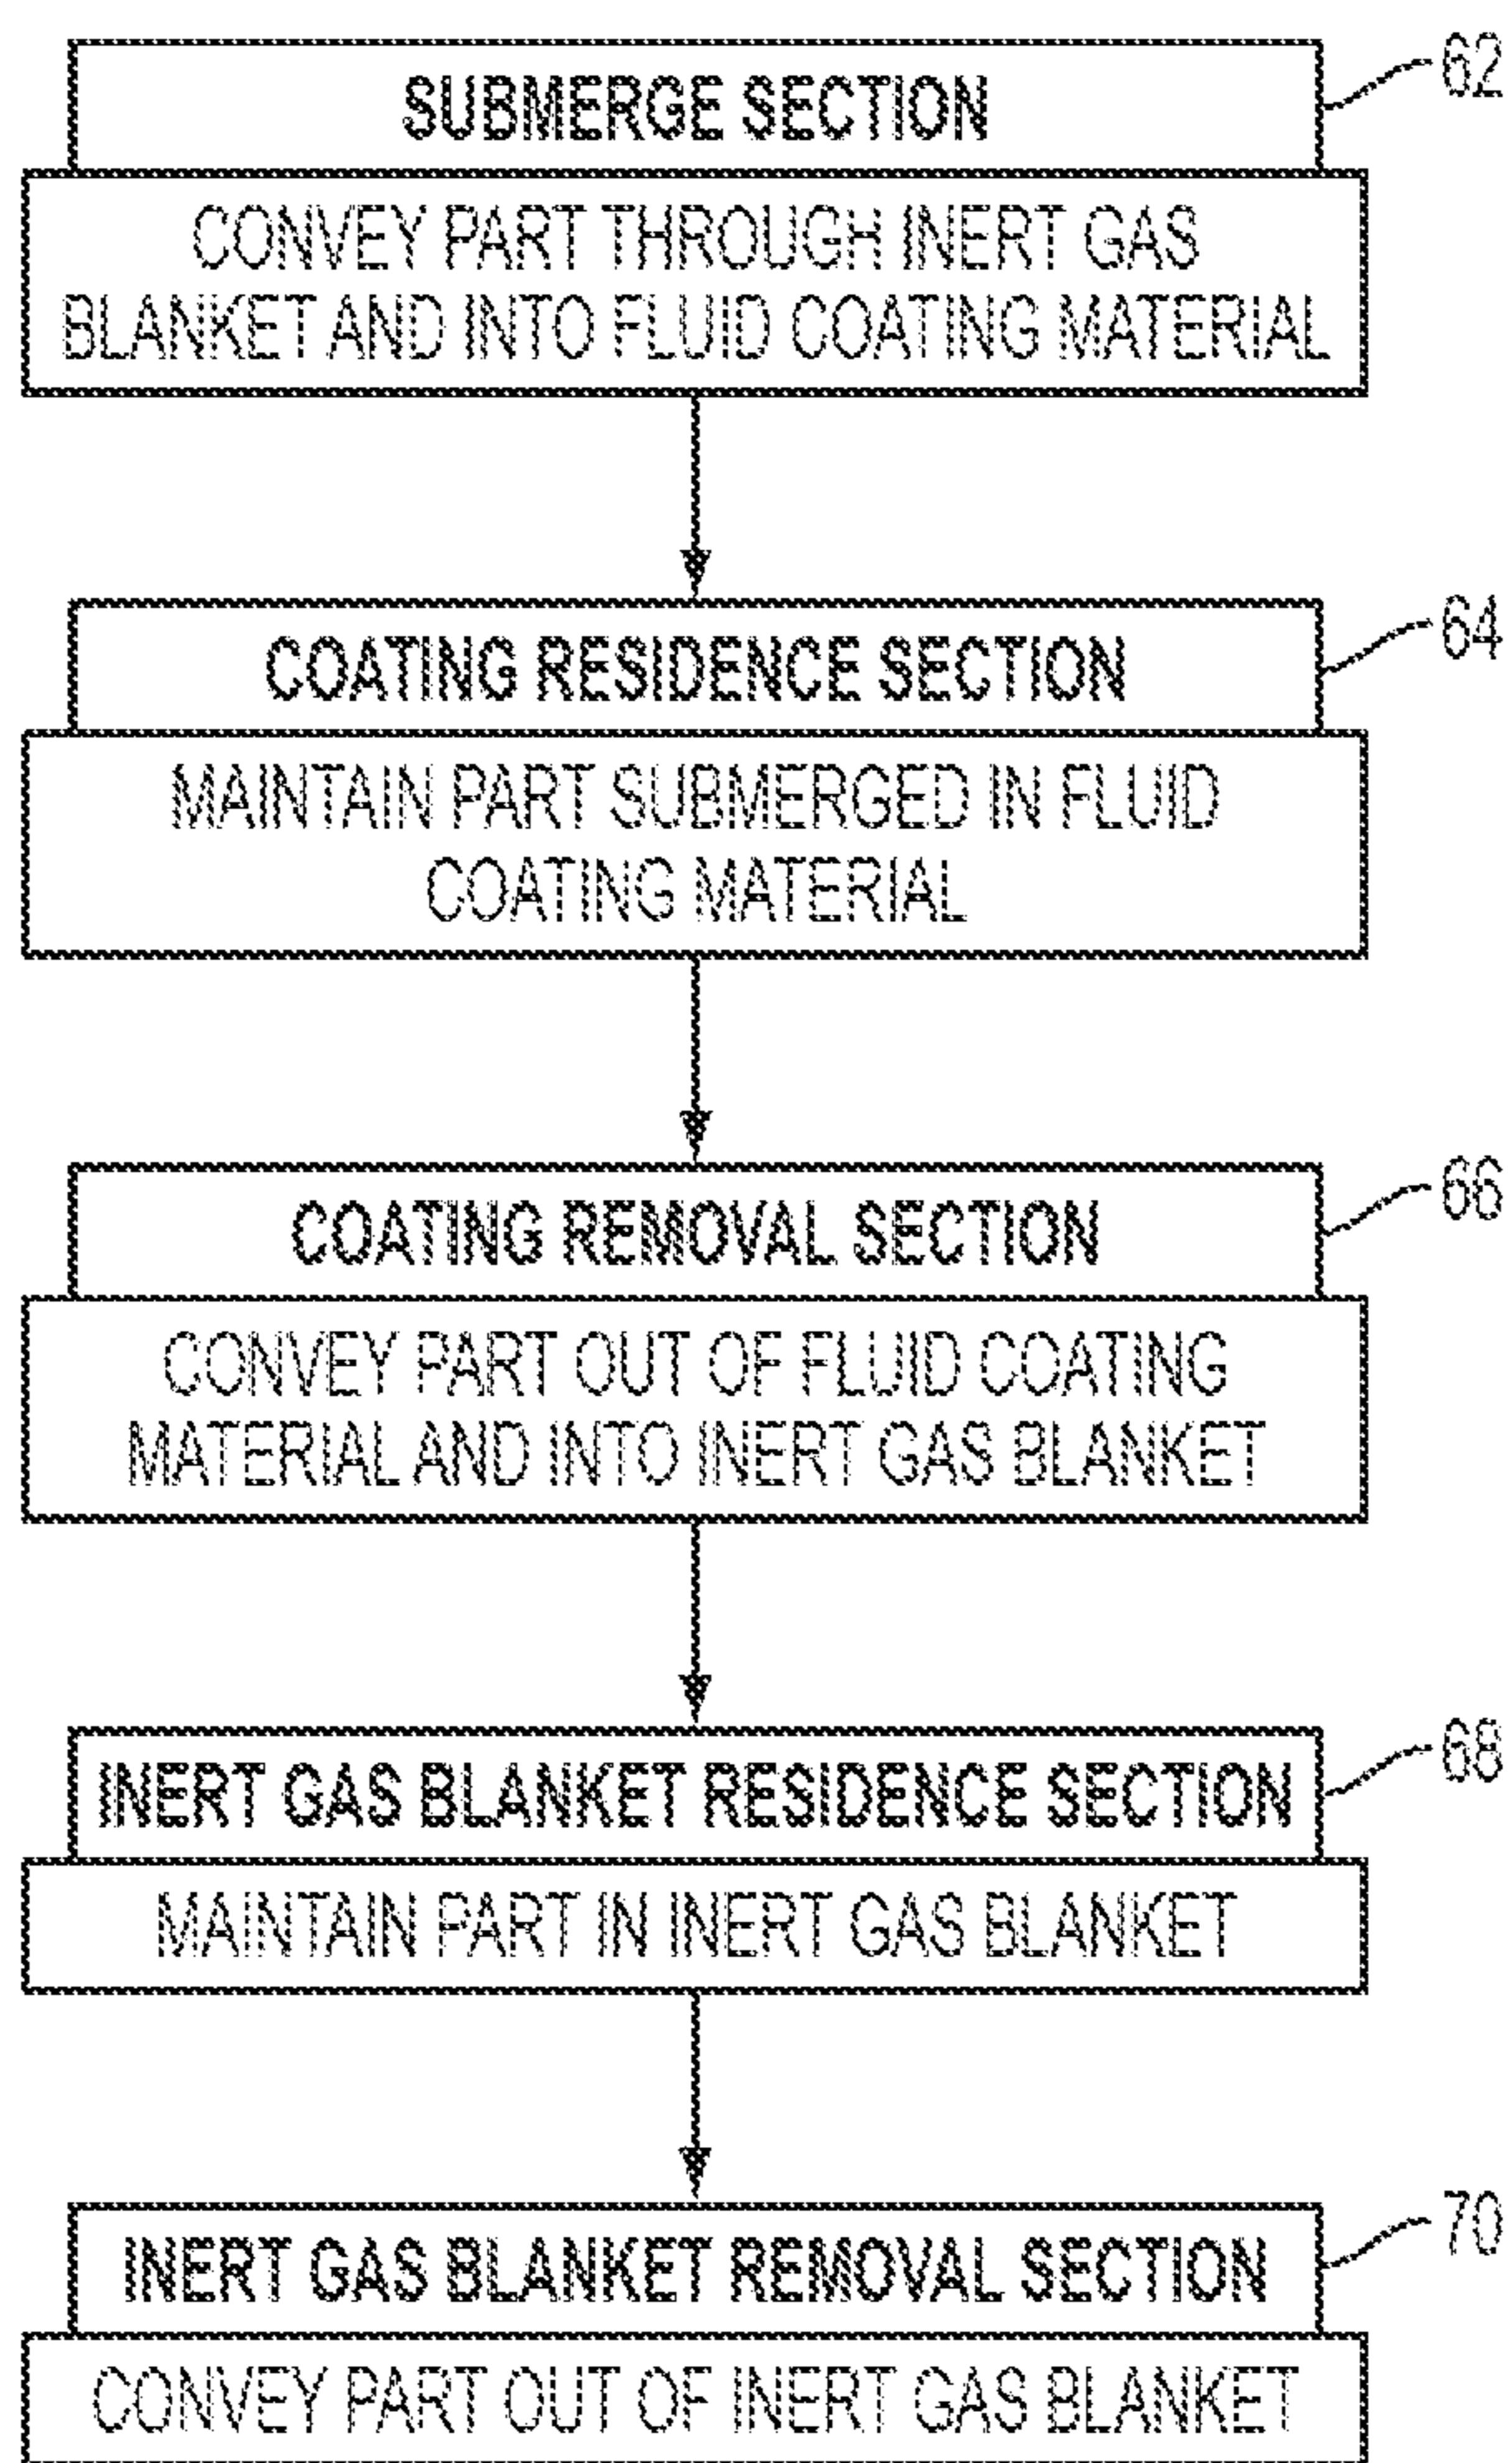 SUBMERGE SECTION
62
CONVEY PART THROUGH INERT GAS
BLANKET AND INTO FLUID COATING MATERIAL
COATING RESIDENCE SECTION
64
MAINTAIN PART SUBMERGED IN FLUID
COATING MATERIAL
COATING REMOVAL SECTION
66
CONVEY PART OUT OF FLUID COATING
MATERIAL AND INTO INERT GAS BLANKET
INERT GAS BLANKET RESIDENCE SECTION
68
MAINTAIN PART IN INERT GAS BLANKET
INERT GAS BLANKET REMOVAL SECTION
70
CONVEY PART OUT OF INERT GAS BLANKET